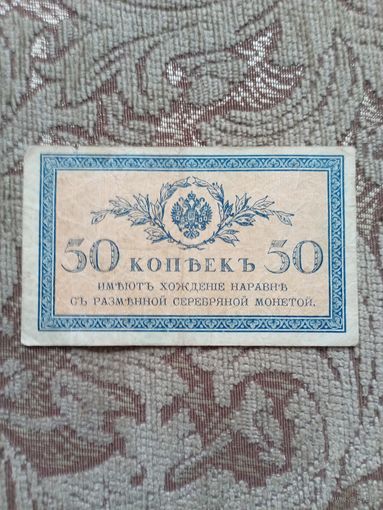 50 КОПѢЕКЪ 50
ИМѢЮТЪ ХОЖДЕНІЕ НАРАВНѢ
СЪ РАЗМѢННОЙ СЕРЕБРЯНОЙ МОНЕТОЙ.